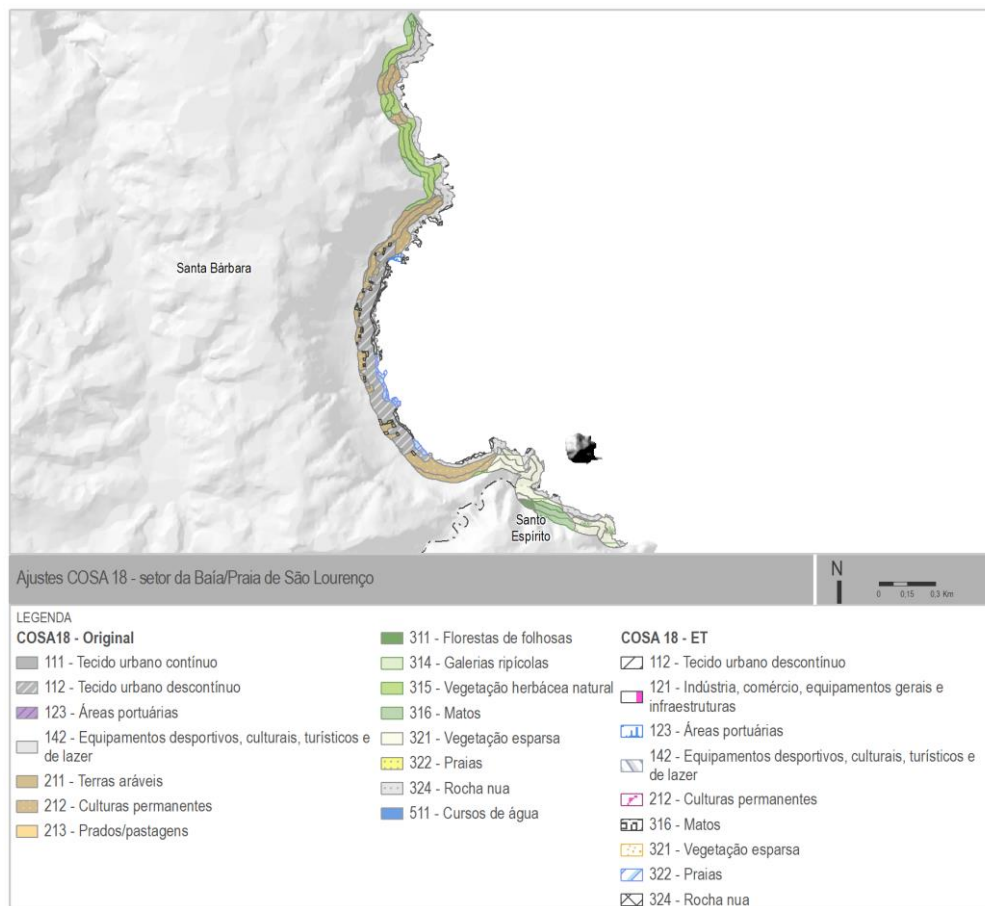 Santa Bárbara
Santo
Espírito
Ajustes COSA 18 - setor da Baía/Praia de São Lourenço
N
0 0,15 0,3 Km
LEGENDA
COSA18 - Original
111 - Tecido urbano contínuo
112 - Tecido urbano descontínuo
123 - Áreas portuárias
142 - Equipamentos desportivos, culturais, turísticos e
de lazer
211 - Terras aráveis
212 - Culturas permanentes
213 - Prados/pastagens
311 - Florestas de folhosas
314 - Galerias ripícolas
315 - Vegetação herbácea natural
316 - Matos
321 - Vegetação esparsa
322 - Praias
324 - Rocha nua
511 - Cursos de água
COSA 18 - ET
112 - Tecido urbano descontínuo
121 - Indústria, comércio, equipamentos gerais e
infraestruturas
123 - Áreas portuárias
142 - Equipamentos desportivos, culturais, turísticos e
de lazer
212 - Culturas permanentes
316 - Matos
321 - Vegetação esparsa
322 - Praias
324 - Rocha nua